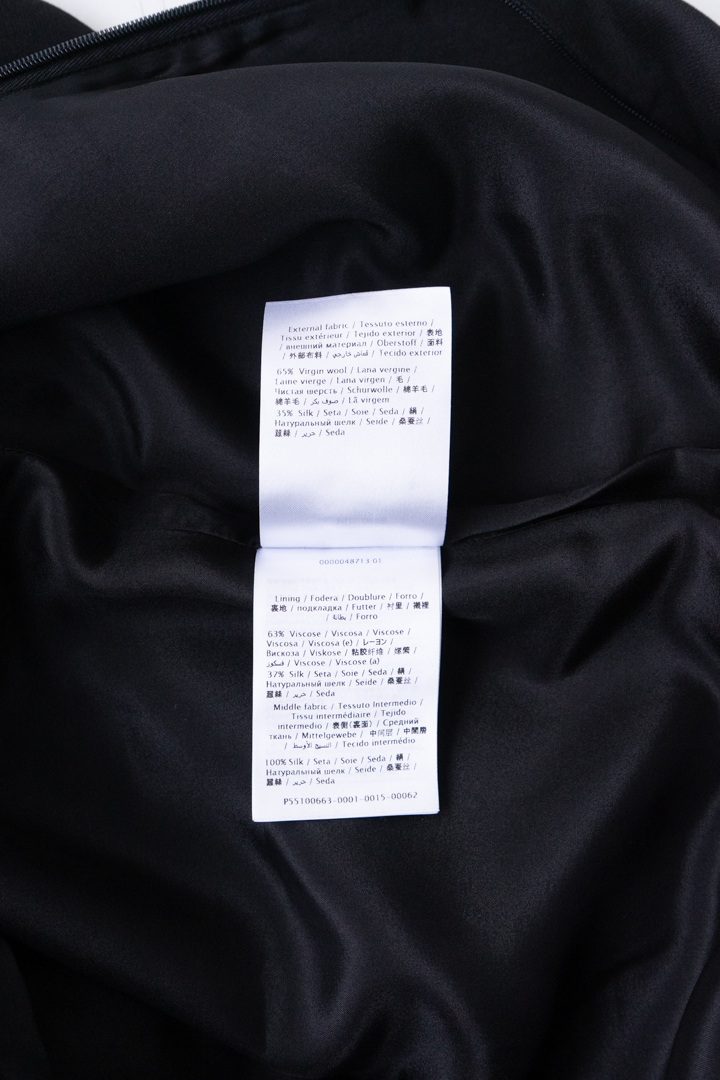 External fabric / Tessuto esterno /
Tissu extérieur / Tejido exterior / 表地
/ внешний материал / Oberstoff / 面料
/ 外部布料 / قماش خارجي / Tecido exterior
65% Virgin wool / Lana vergine /
Laine vierge / Lana virgen / 毛 /
Чистая шерсть / Schurwolle / 綿羊毛 /
綿羊毛 / صوف بكر / Lã virgem
35% Silk / Seta / Soie / Seda / 絹 /
Натуральный шелк / Seide / 桑蚕丝 /
蠶絲 / حرير / Seda
0000048713 01
Lining / Fodera / Doublure / Forro /
裏地 / подкладка / Futter / 衬里 / 襯裡
/ بطانة / Forro
63% Viscose / Viscosa / Viscose /
Viscosa / Viscosa (e) / レーヨン /
Вискоза / Viskose / 粘胶纤维 / 嫘縈 /
فسكوز / Viscose / Viscose (a)
37% Silk / Seta / Soie / Seda / 絹 /
Натуральный шелк / Seide / 桑蚕丝 /
蠶絲 / حرير / Seda
Middle fabric / Tessuto Intermedio /
Tissu intermédiaire / Tejido
intermedio / 表側(裏面) / Средний
ткань / Mittelgewebe / 中间层 / 中間層
/ النسيج الأوسط / Tecido intermédio
100% Silk / Seta / Soie / Seda / 絹 /
Натуральный шелк / Seide / 桑蚕丝 /
蠶絲 / حرير / Seda
P55100663-0001-0015-00062